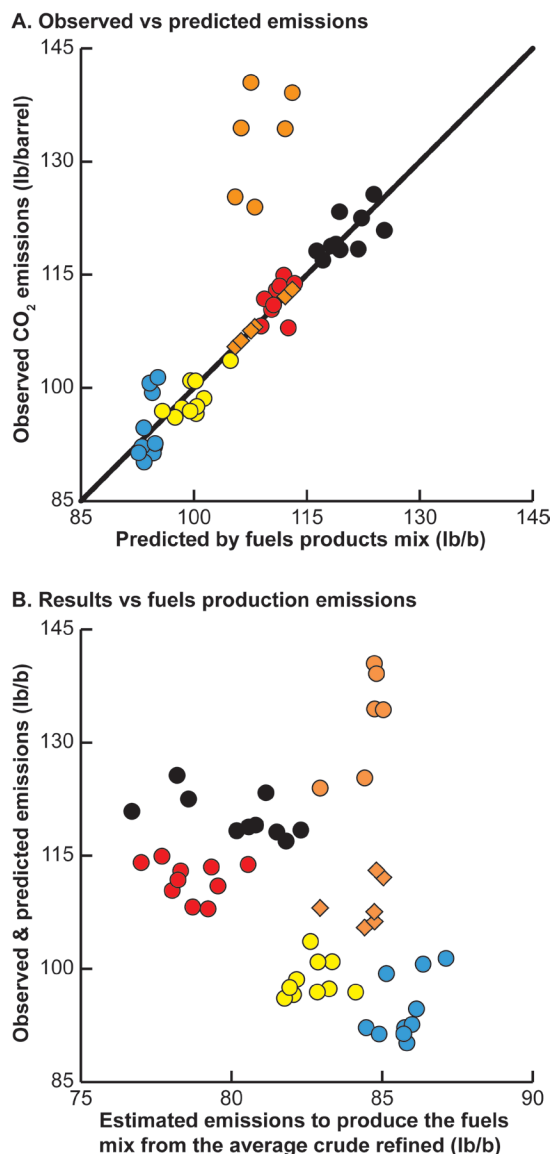 A. Observed vs predicted emissions
145
130
115
100
85
Observed CO₂ emissions (lb/barrel)
85 100 115 130 145
Predicted by fuels products mix (lb/b)
B. Results vs fuels production emissions
145
130
115
100
85
Observed & predicted emissions (lb/b)
75 80 85 90
Estimated emissions to produce the fuels
mix from the average crude refined (lb/b)